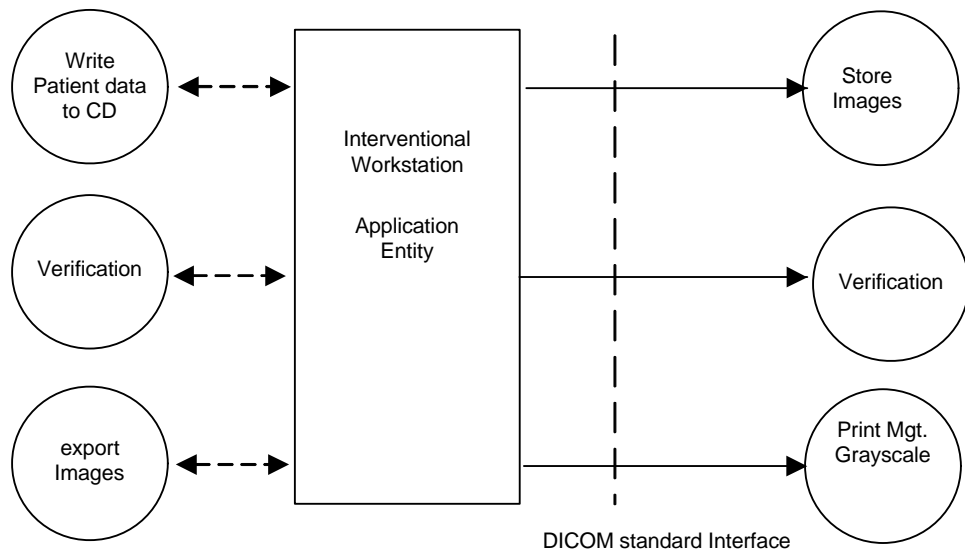 Write
Patient data
to CD
Verification
export
Images
Interventional
Workstation
Application
Entity
Store
Images
Verification
Print Mgt.
Grayscale
DICOM standard Interface